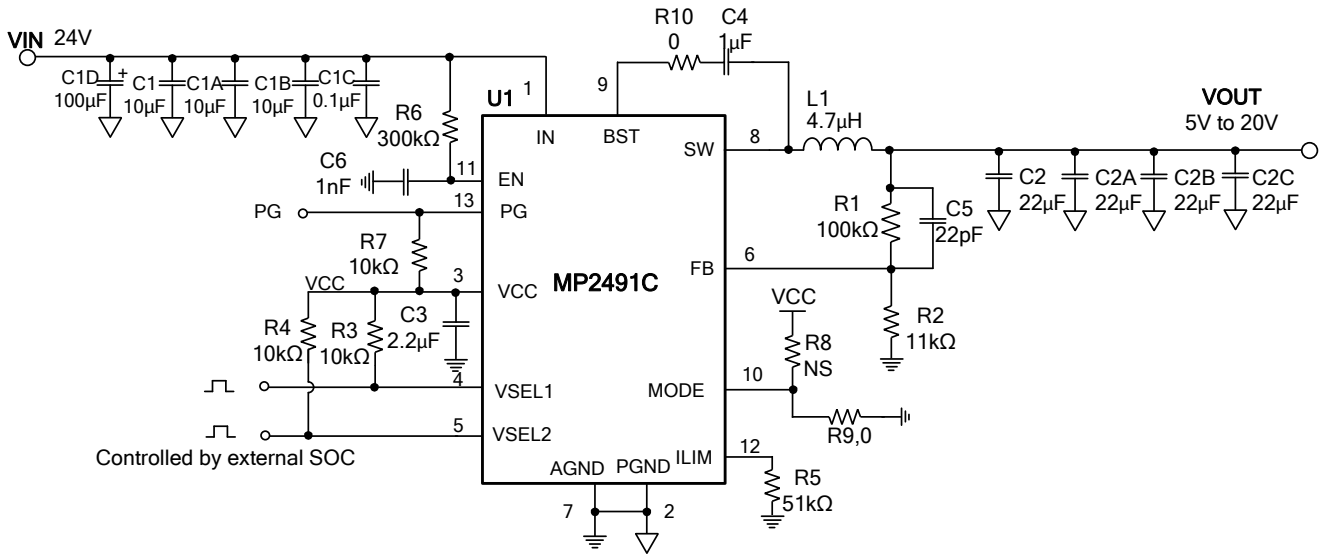 VIN 24V
C1D
100µF
+
C1
10µF
C1A
10µF
C1B
10µF
C1C
0.1µF
R6
300kΩ
C6
1nF
R10
0
C4
1µF
1
9
U1
IN
BST
SW
8
L1
4.7µH
VOUT
5V to 20V
C2
22µF
C2A
22µF
C2B
22µF
C2C
22µF
11
EN
PG
13
PG
R7
10kΩ
R1
100kΩ
C5
22pF
6
FB
VCC
3
VCC
MP2491C
C3
2.2µF
R4
10kΩ
R3
10kΩ
VCC
R8
NS
R2
11kΩ
4
VSEL1
MODE
10
R9,0
5
VSEL2
Controlled by external SOC
AGND
PGND
ILIM
12
R5
51kΩ
7
2